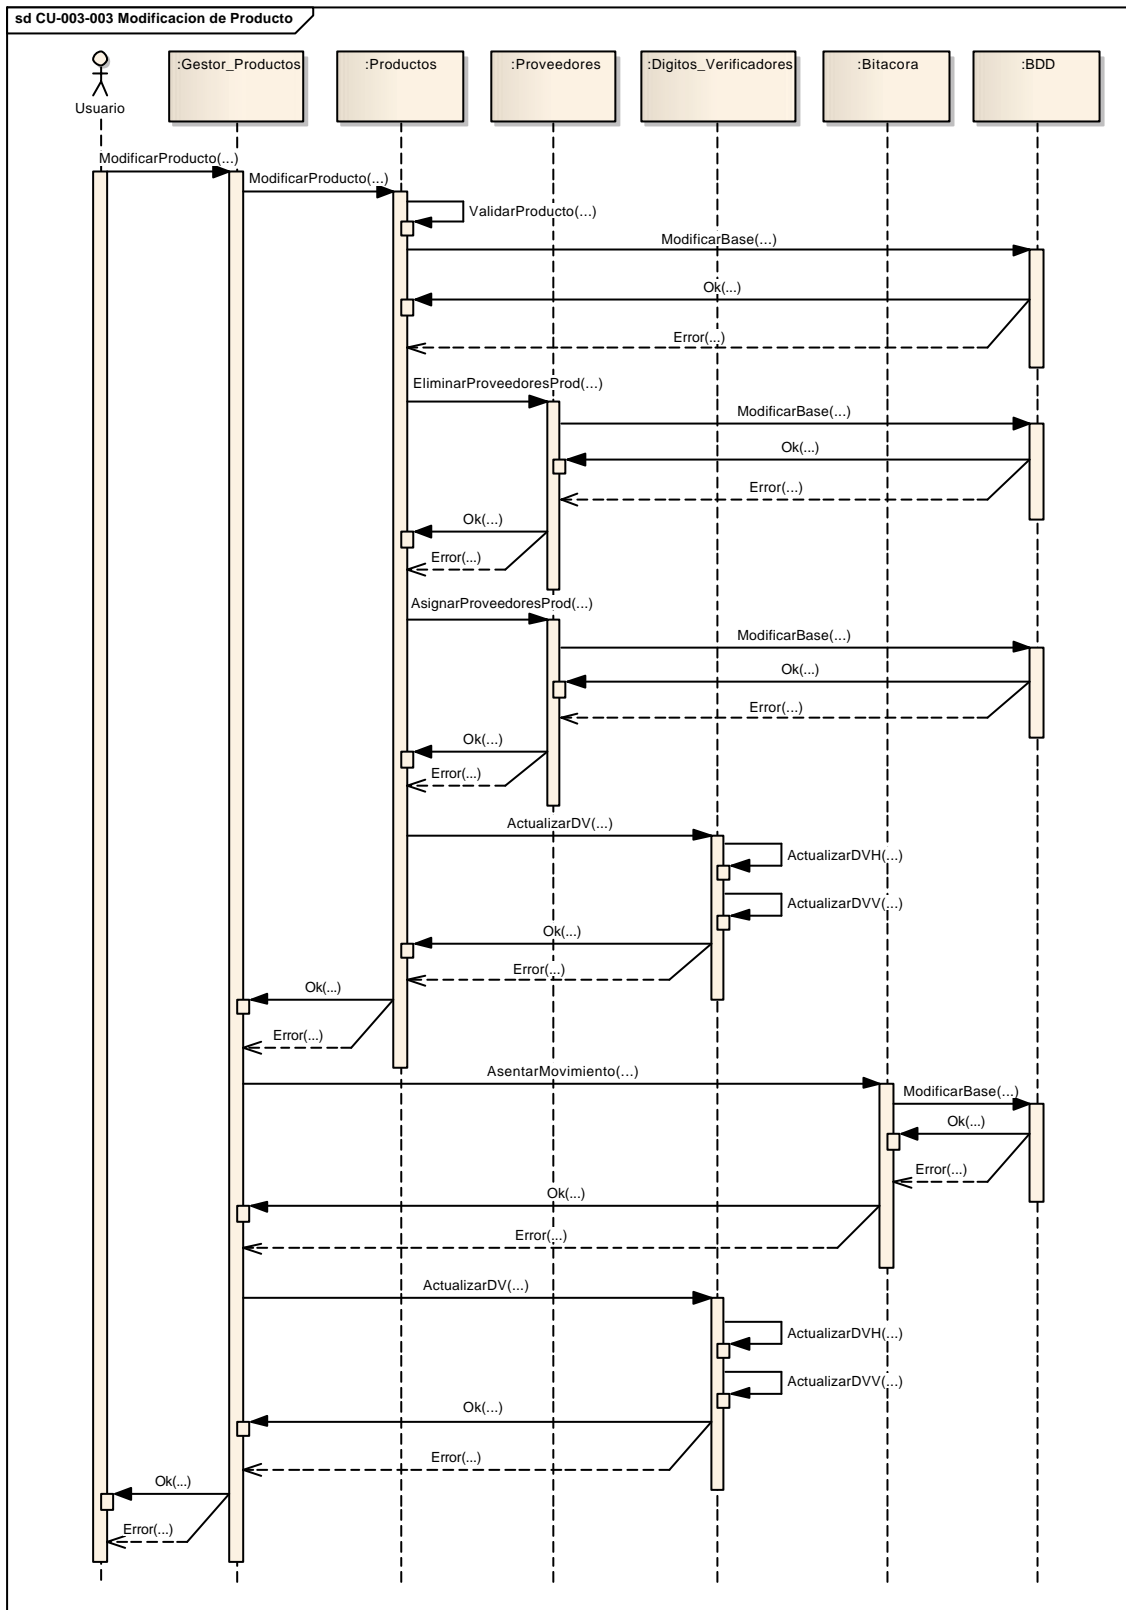 sd CU-003-003 Modificacion de Producto
Usuario
:Gestor_Productos
:Productos
:Proveedores
:Digitos_Verificadores
:Bitacora
:BDD
ModificarProducto(...)
ModificarProducto(...)
ValidarProducto(...)
ModificarBase(...)
Ok(...)
Error(...)
EliminarProveedoresProd(...)
ModificarBase(...)
Ok(...)
Error(...)
Ok(...)
Error(...)
AsignarProveedoresProd(...)
ModificarBase(...)
Ok(...)
Error(...)
Ok(...)
Error(...)
ActualizarDV(...)
ActualizarDVH(...)
ActualizarDVV(...)
Ok(...)
Error(...)
Ok(...)
Error(...)
AsentarMovimiento(...)
ModificarBase(...)
Ok(...)
Error(...)
Ok(...)
Error(...)
ActualizarDV(...)
ActualizarDVH(...)
ActualizarDVV(...)
Ok(...)
Error(...)
Ok(...)
Error(...)